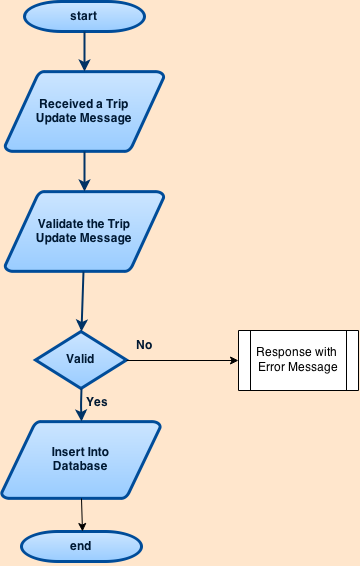 start
Received a Trip
Update Message
Validate the Trip
Update Message
Valid
No
Response with
Error Message
Yes
Insert Into
Database
end